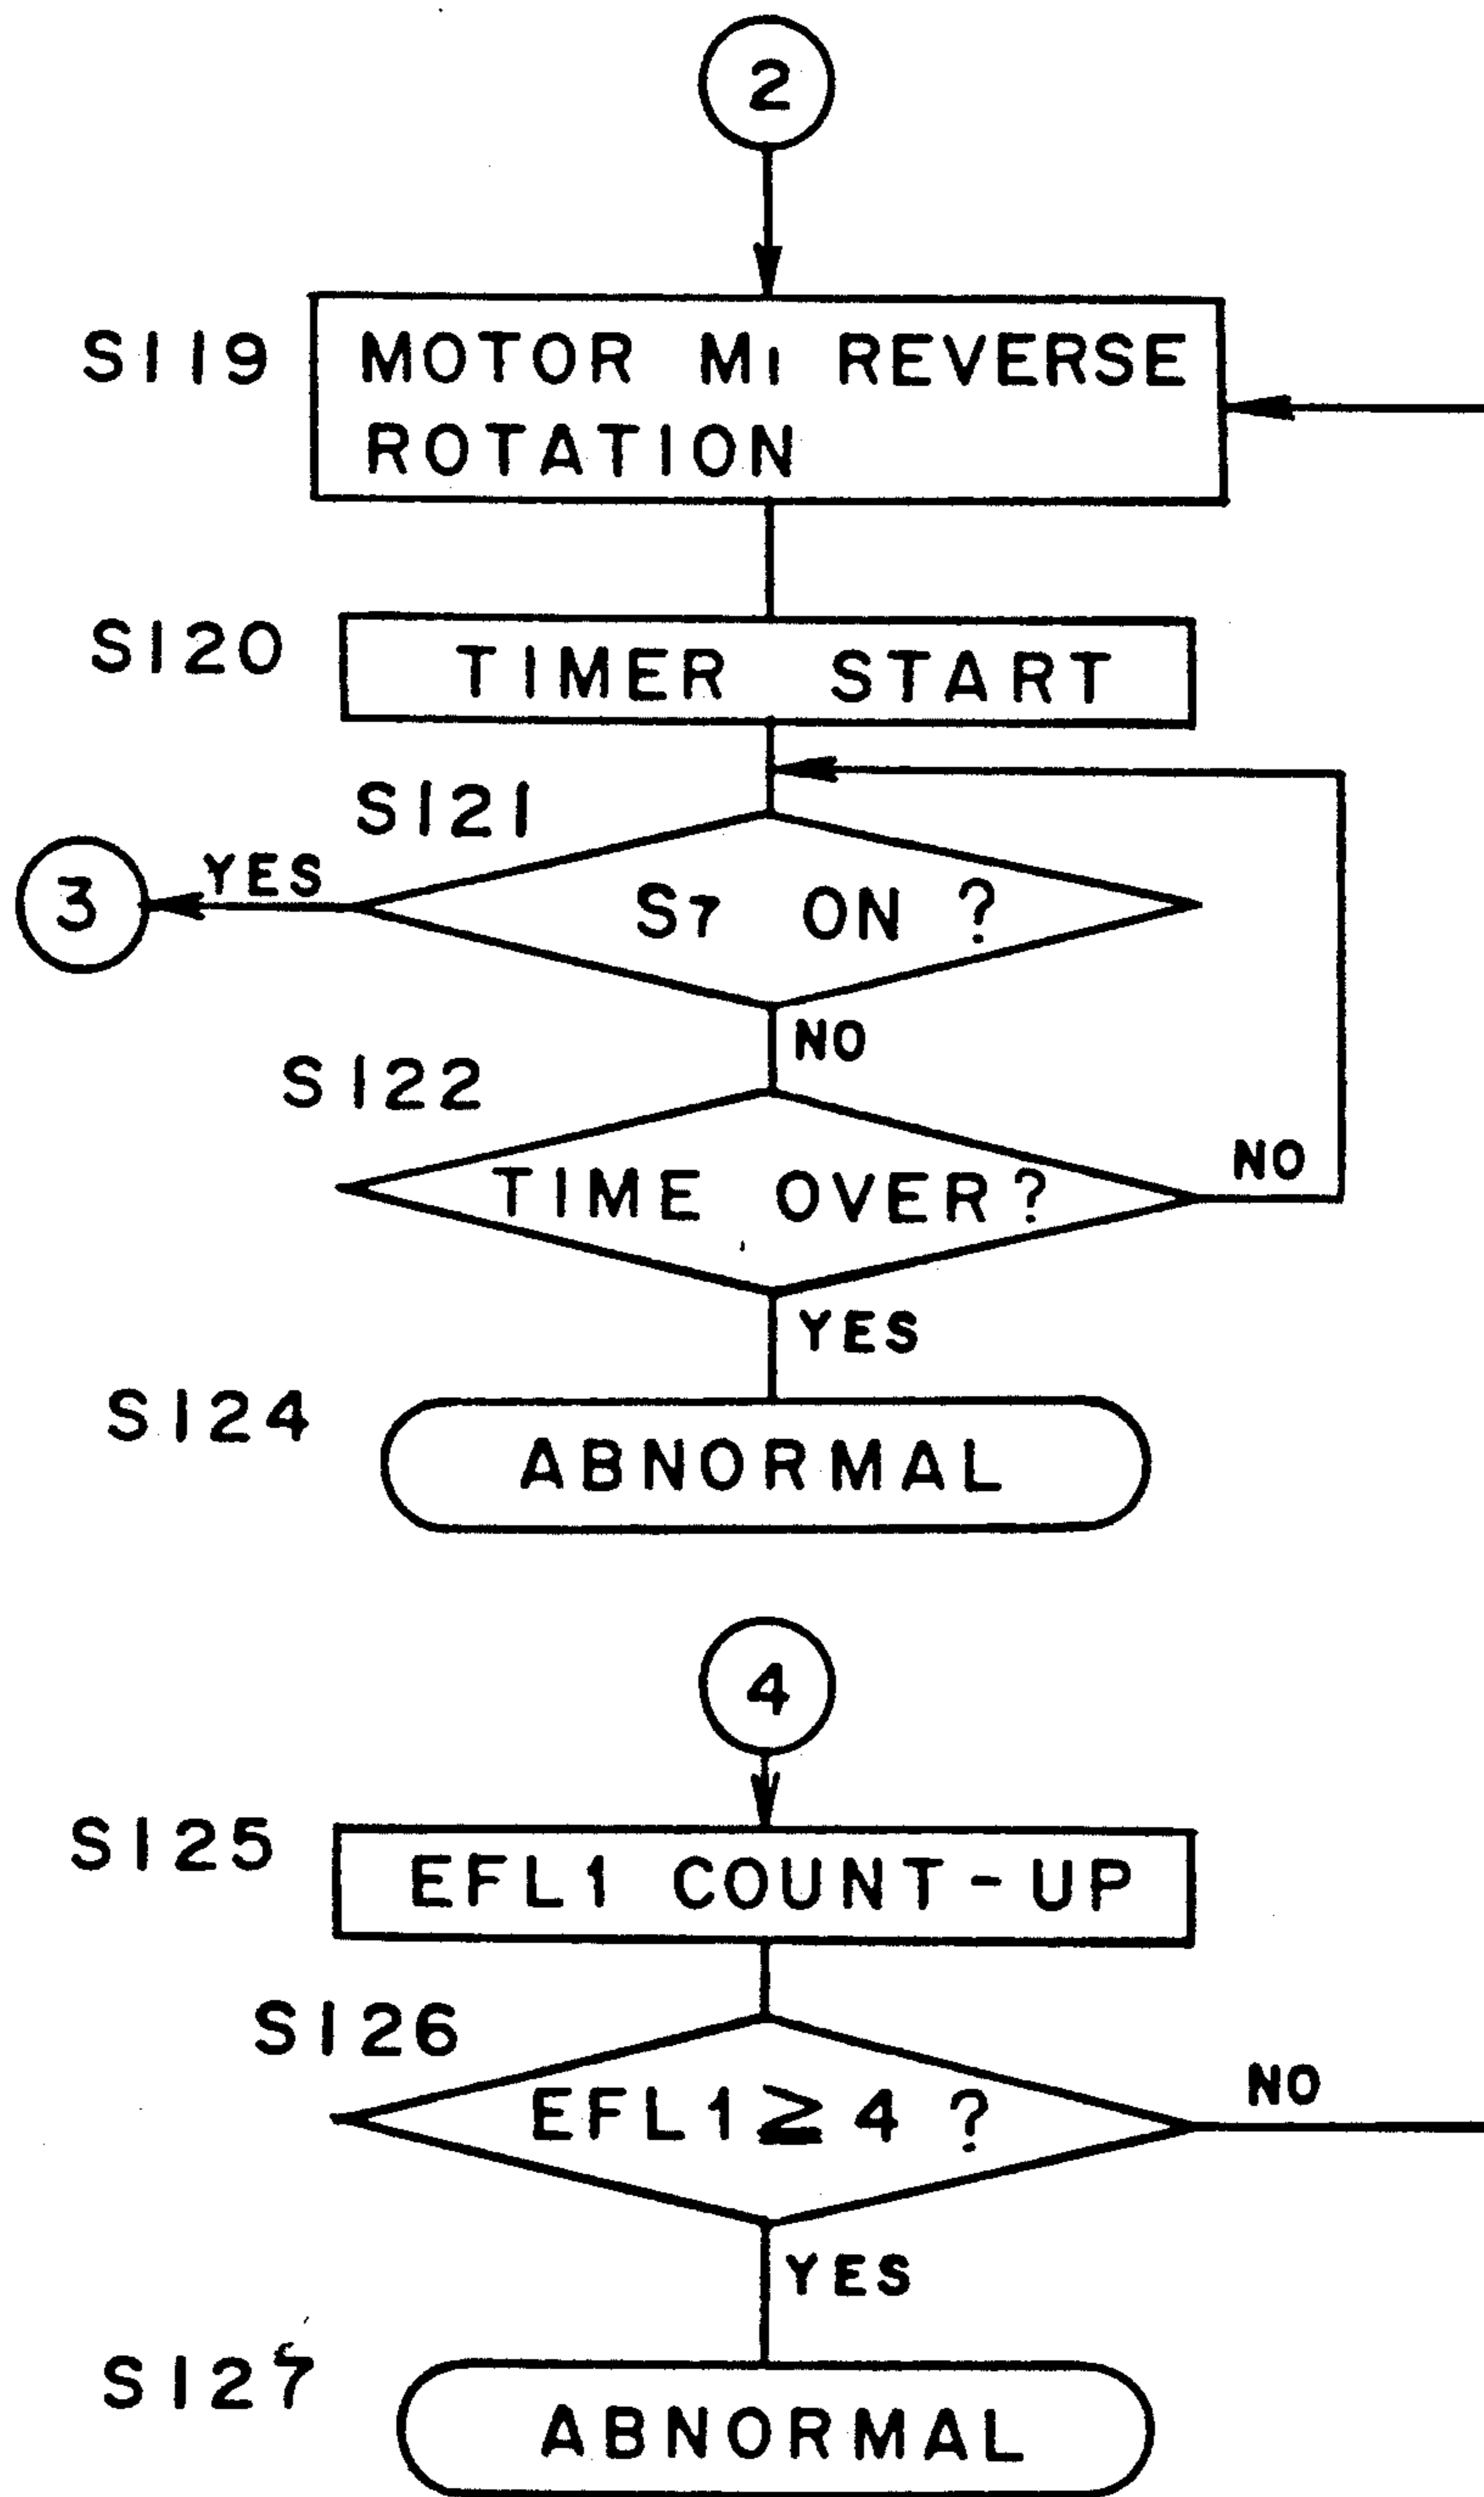 2
S119
MOTOR M1 REVERSE
ROTATION
S120
TIMER START
S121
3
YES
S7 ON ?
NO
S122
TIME OVER?
NO
YES
S124
ABNORMAL
4
S125
EFL1 COUNT-UP
S126
EFL1≥4 ?
NO
YES
S127
ABNORMAL